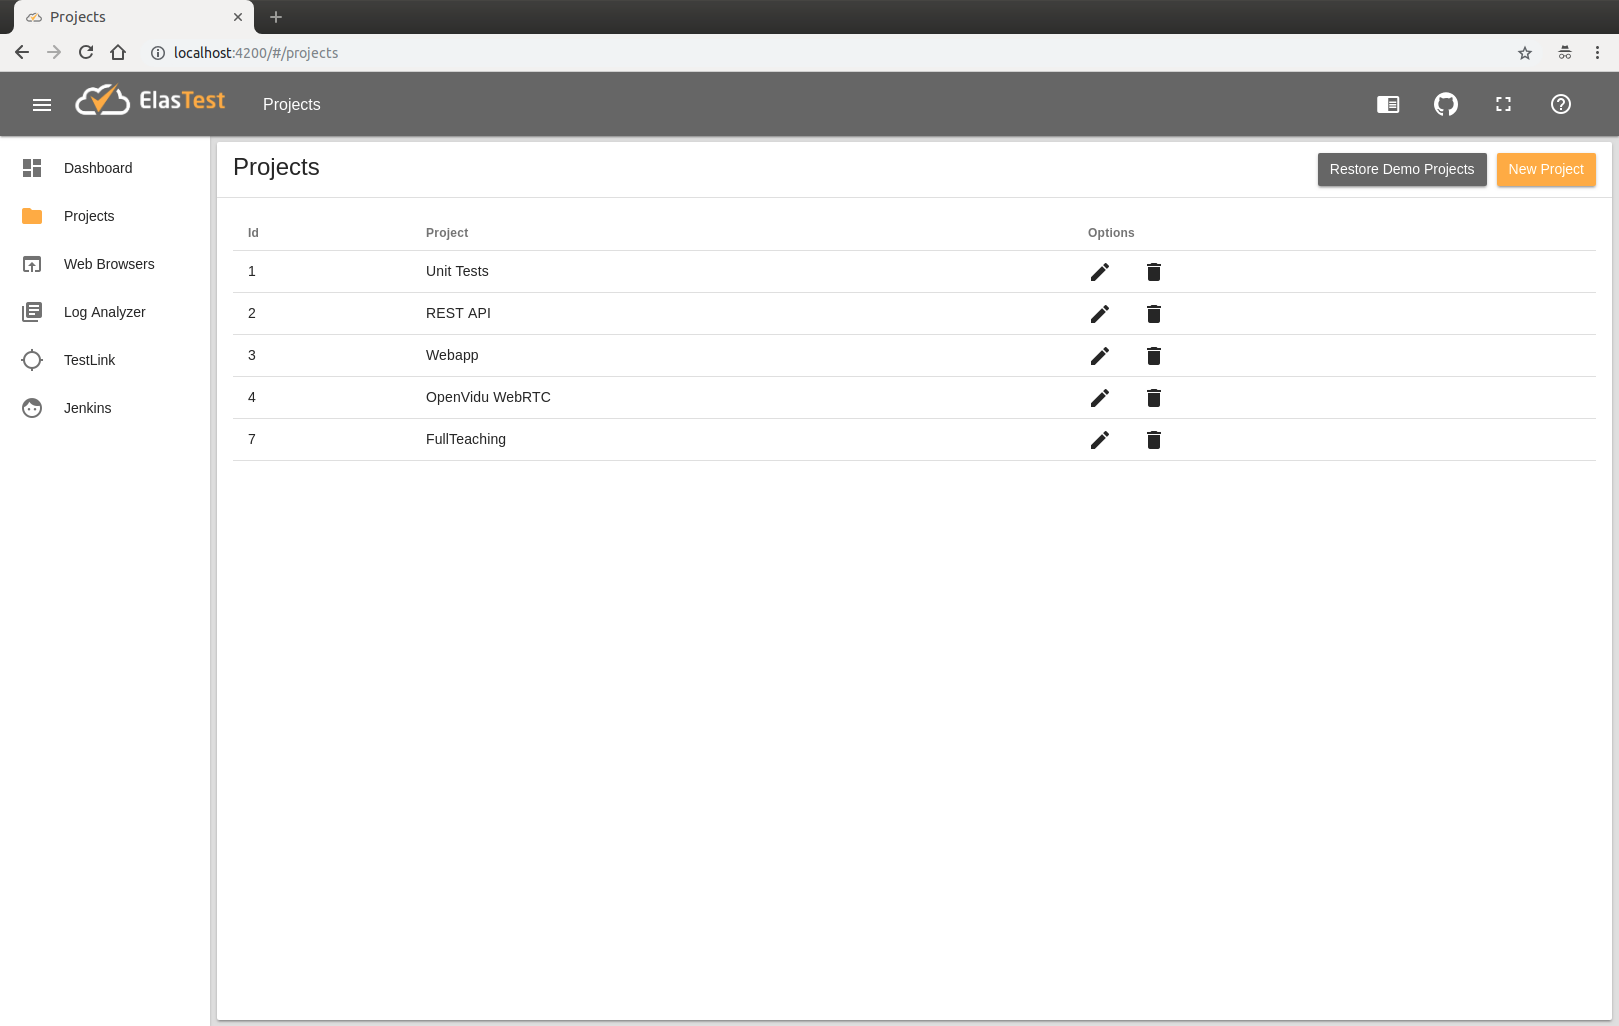 Projects
localhost:4200/#/projects
ElasTest Projects
Dashboard
Projects
Web Browsers
Log Analyzer
TestLink
Jenkins
Projects Restore Demo Projects New Project
Id Project Options
1 Unit Tests
2 REST API
3 Webapp
4 OpenVidu WebRTC
7 FullTeaching